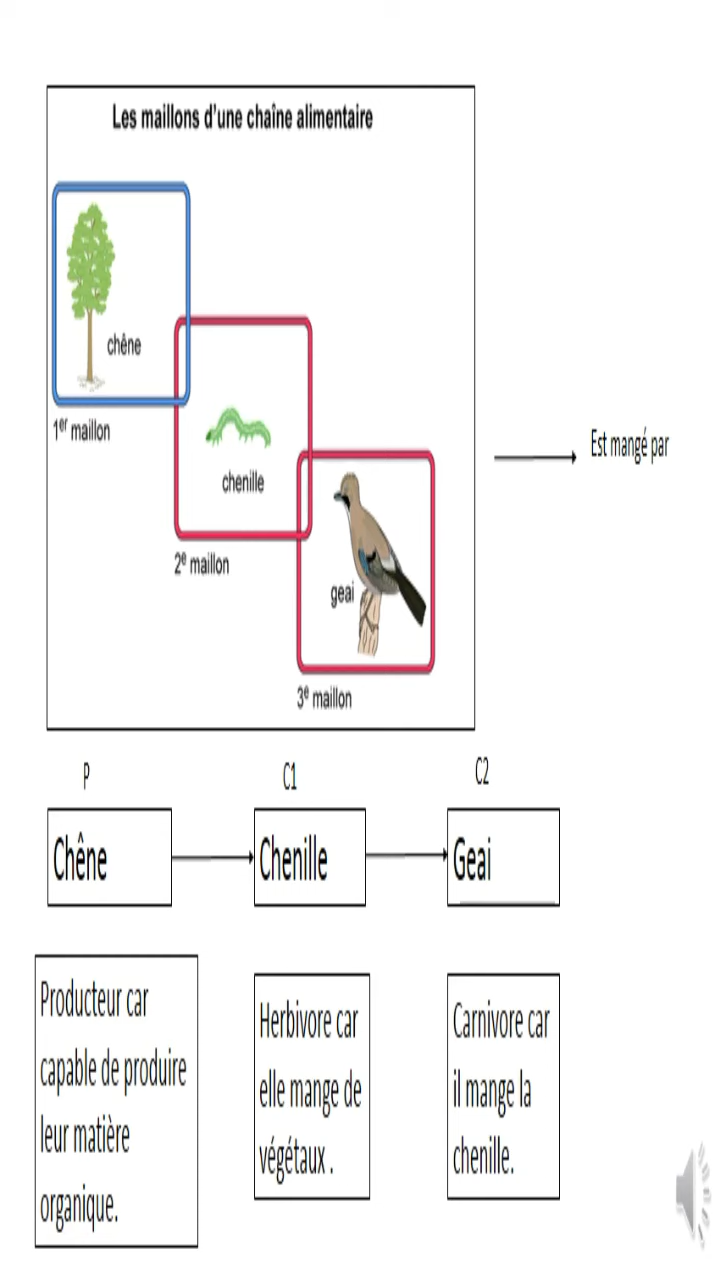 Les maillons d'une chaîne alimentaire
chêne
1er maillon
chenille
2e maillon
geai
3e maillon
Est mangé par
P
C1
C2
Chêne
Chenille
Geai
Producteur car
capable de produire
leur matière
organique.
Herbivore car
elle mange de
végétaux .
Carnivore car
il mange la
chenille.